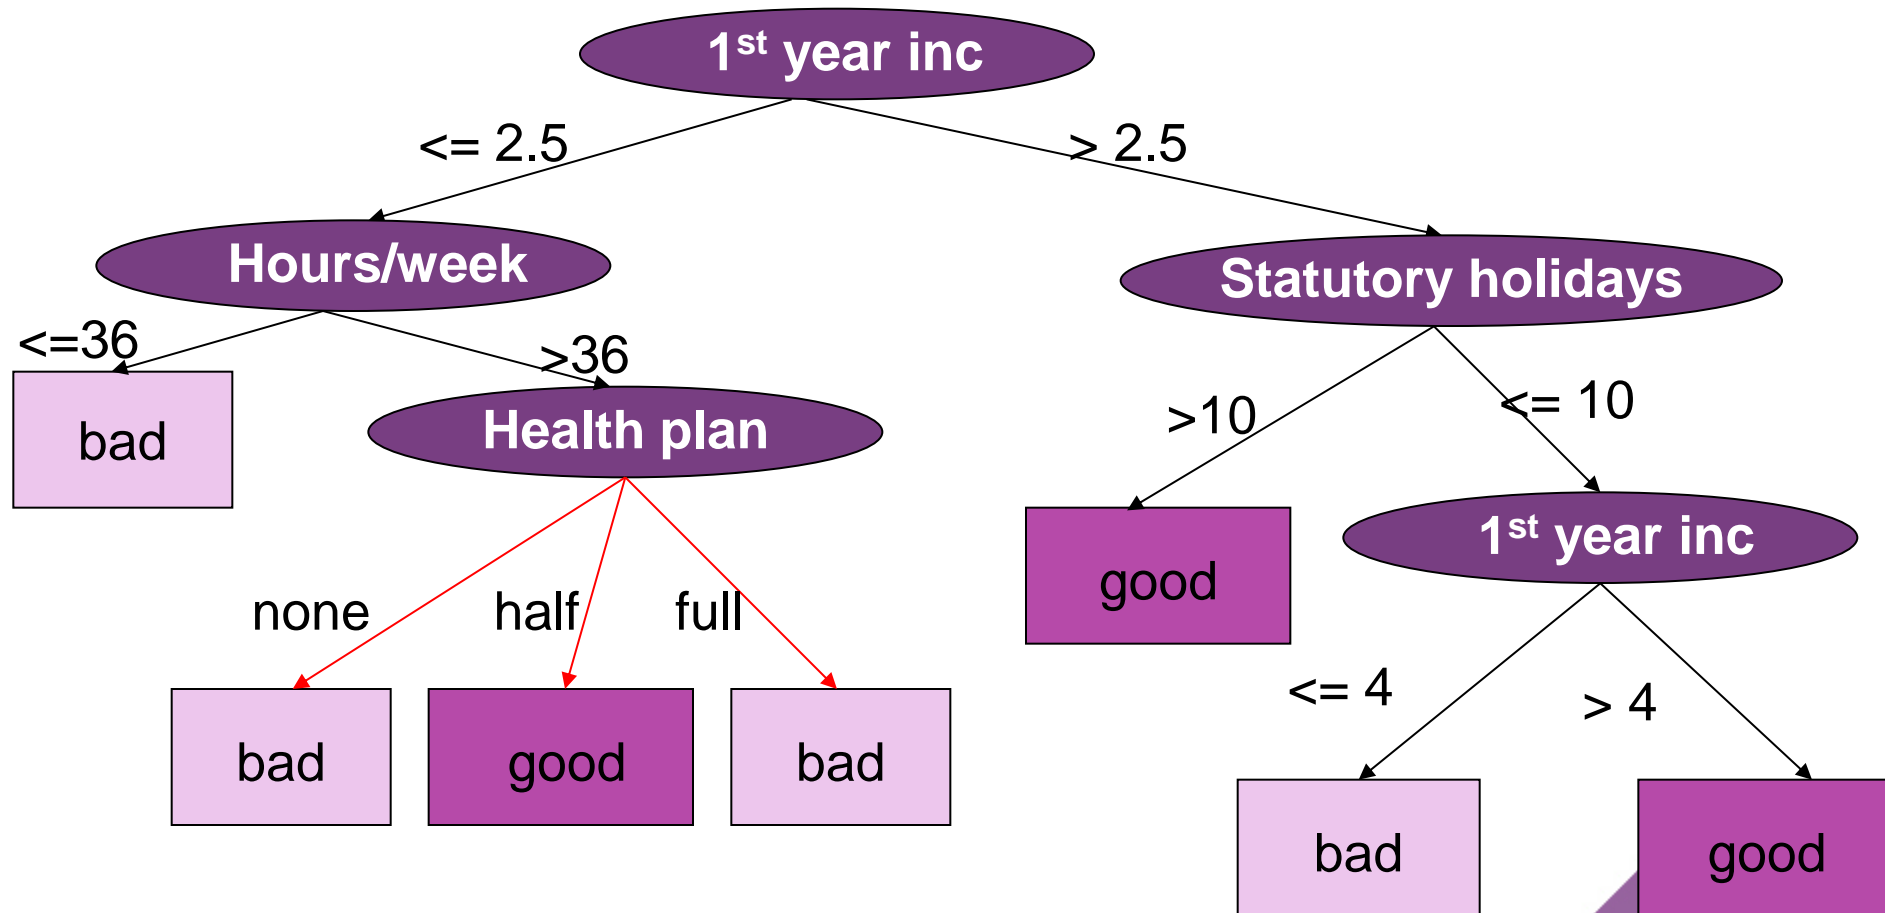 1st year inc
<= 2.5
> 2.5
Hours/week
Statutory holidays
<=36
>36
Health plan
>10
<= 10
bad
1st year inc
good
none
half
full
<= 4
> 4
bad
good
bad
bad
good